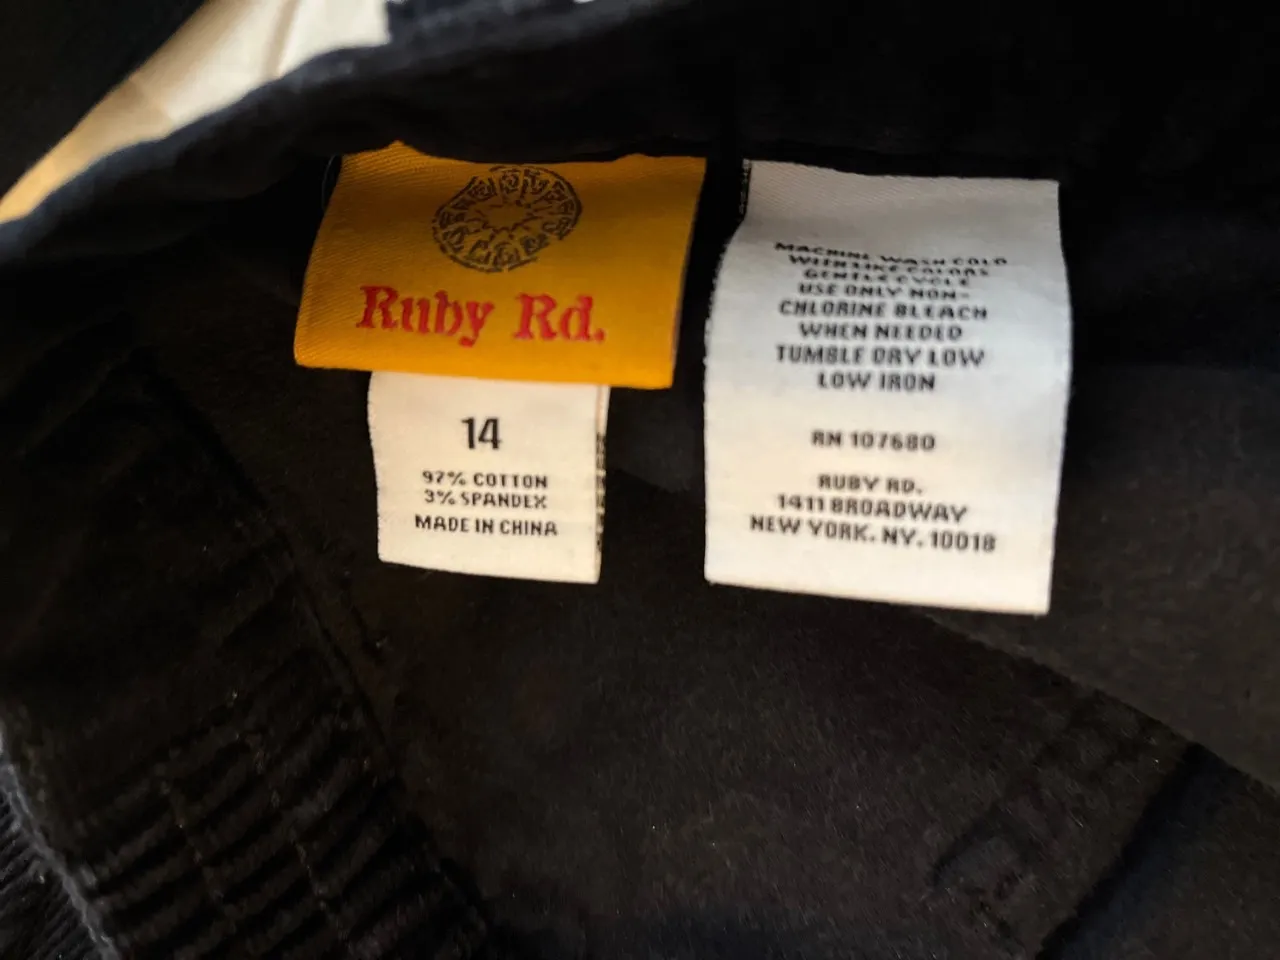 Ruby Rd.
14
97% COTTON
3% SPANDEX
MADE IN CHINA
MACHINE WASH COLD
WITH LIKE COLORS
GENTLE CYCLE
USE ONLY NON-
CHLORINE BLEACH
WHEN NEEDED
TUMBLE DRY LOW
LOW IRON
RN 107680
RUBY RD.
1411 BROADWAY
NEW YORK. NY. 10018